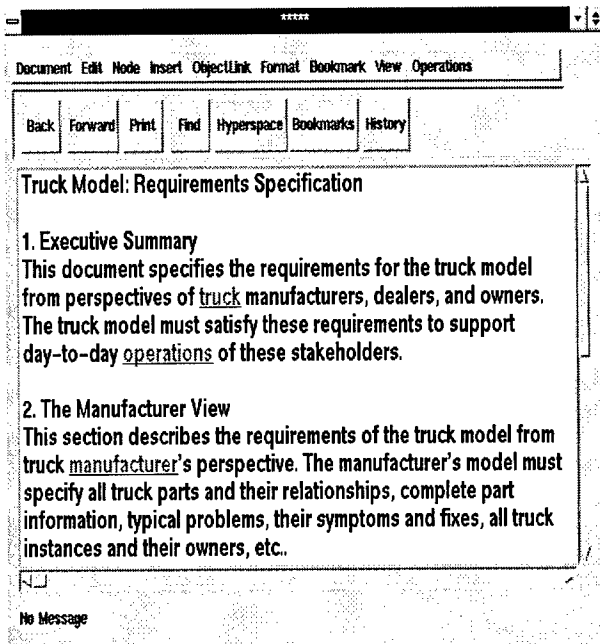 *****
Document Edit Node Insert ObjectLink Format Bookmark View Operations
Back Forward Print Find Hyperspace Bookmarks History
Truck Model: Requirements Specification
1. Executive Summary
This document specifies the requirements for the truck model
from perspectives of truck manufacturers, dealers, and owners.
The truck model must satisfy these requirements to support
day-to-day operations of these stakeholders.
2. The Manufacturer View
This section describes the requirements of the truck model from
truck manufacturer's perspective. The manufacturer's model must
specify all truck parts and their relationships, complete part
information, typical problems, their symptoms and fixes, all truck
instances and their owners, etc..
No Message